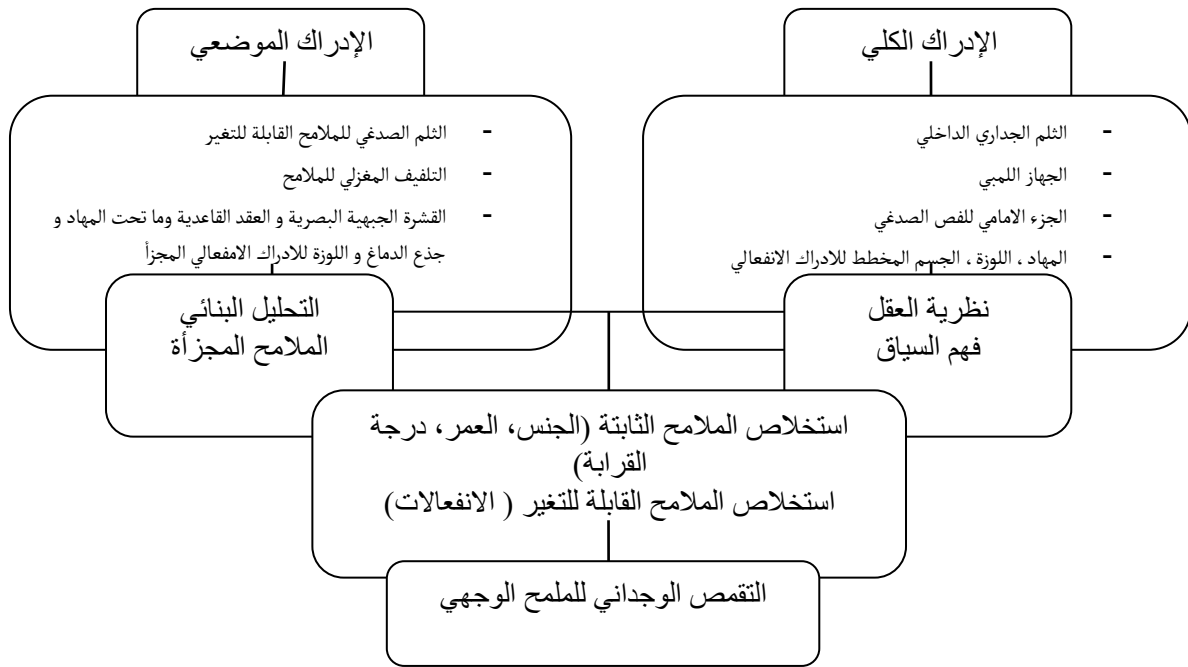 الإدراك الكلي
- الثلم الجداري الداخلي
- الجهاز اللمبي
- الجزء الامامي للفص الصدغي
- المهاد ، اللوزة ، الجسم المخطط للادراك الانفعالي
نظرية العقل
فهم السياق
الإدراك الموضعي
- الثلم الصدغي للملامح القابلة للتغير
- التلفيف المغزلي للملامح
- القشرة الجبهية البصرية و العقد القاعدية وما تحت المهاد و
جذع الدماغ و اللوزة للادراك الامفعالي المجزأ
التحليل البنائي
الملامح المجزأة
استخلاص الملامح الثابتة (الجنس، العمر، درجة
القرابة)
استخلاص الملامح القابلة للتغير ( الانفعالات)
التقمص الوجداني للملمح الوجهي